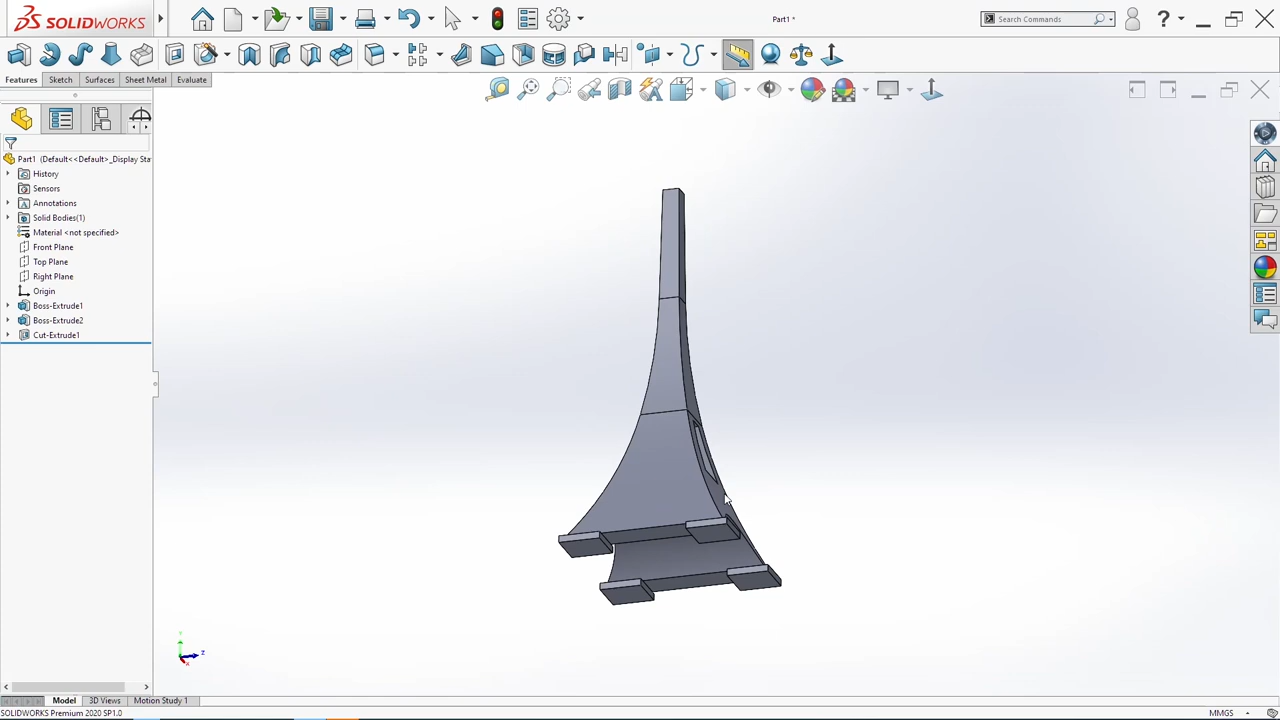 SOLIDWORKS
Part1 *
Search Commands
?
Features
Sketch
Surfaces
Sheet Metal
Evaluate
Part1 (Default<<Default>_Display Sta
History
Sensors
Annotations
Solid Bodies(1)
Material <not specified>
Front Plane
Top Plane
Right Plane
Origin
Boss-Extrude1
Boss-Extrude2
Cut-Extrude1
Y
Z
X
Model
3D Views
Motion Study 1
SOLIDWORKS Premium 2020 SP1.0
MMGS